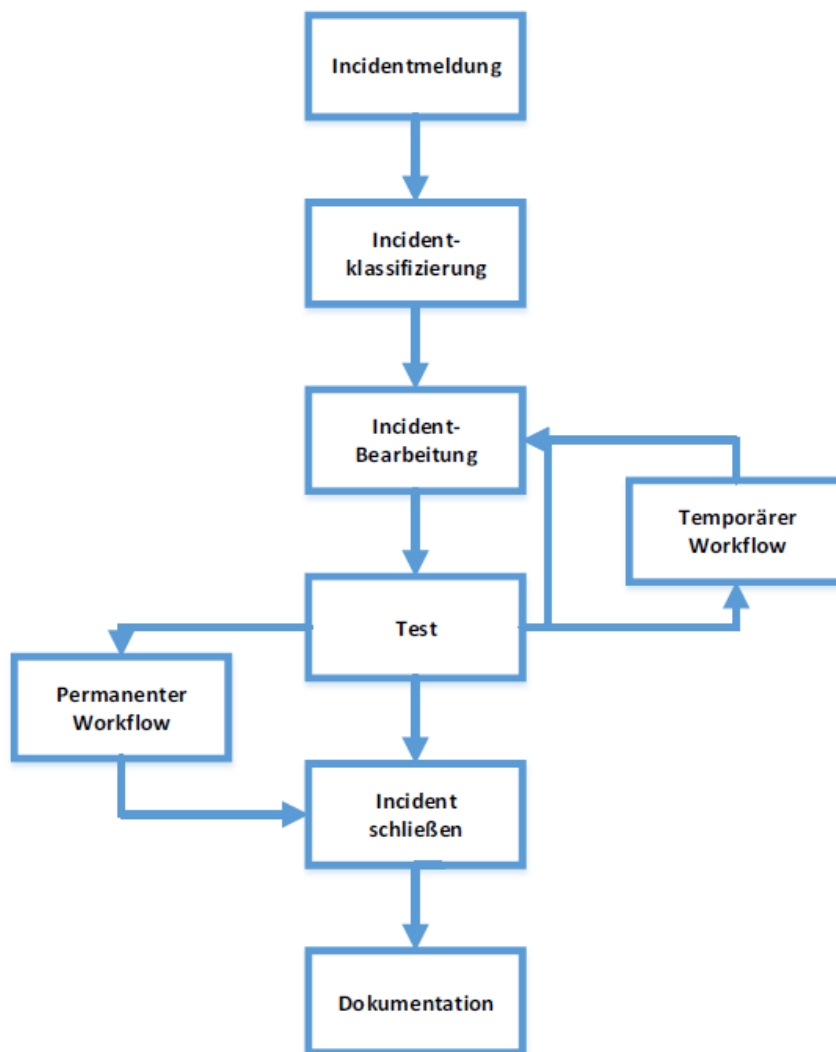 Incidentmeldung
Incident-
klassifizierung
Incident-
Bearbeitung
Temporärer
Workflow
Test
Permanenter
Workflow
Incident
schließen
Dokumentation